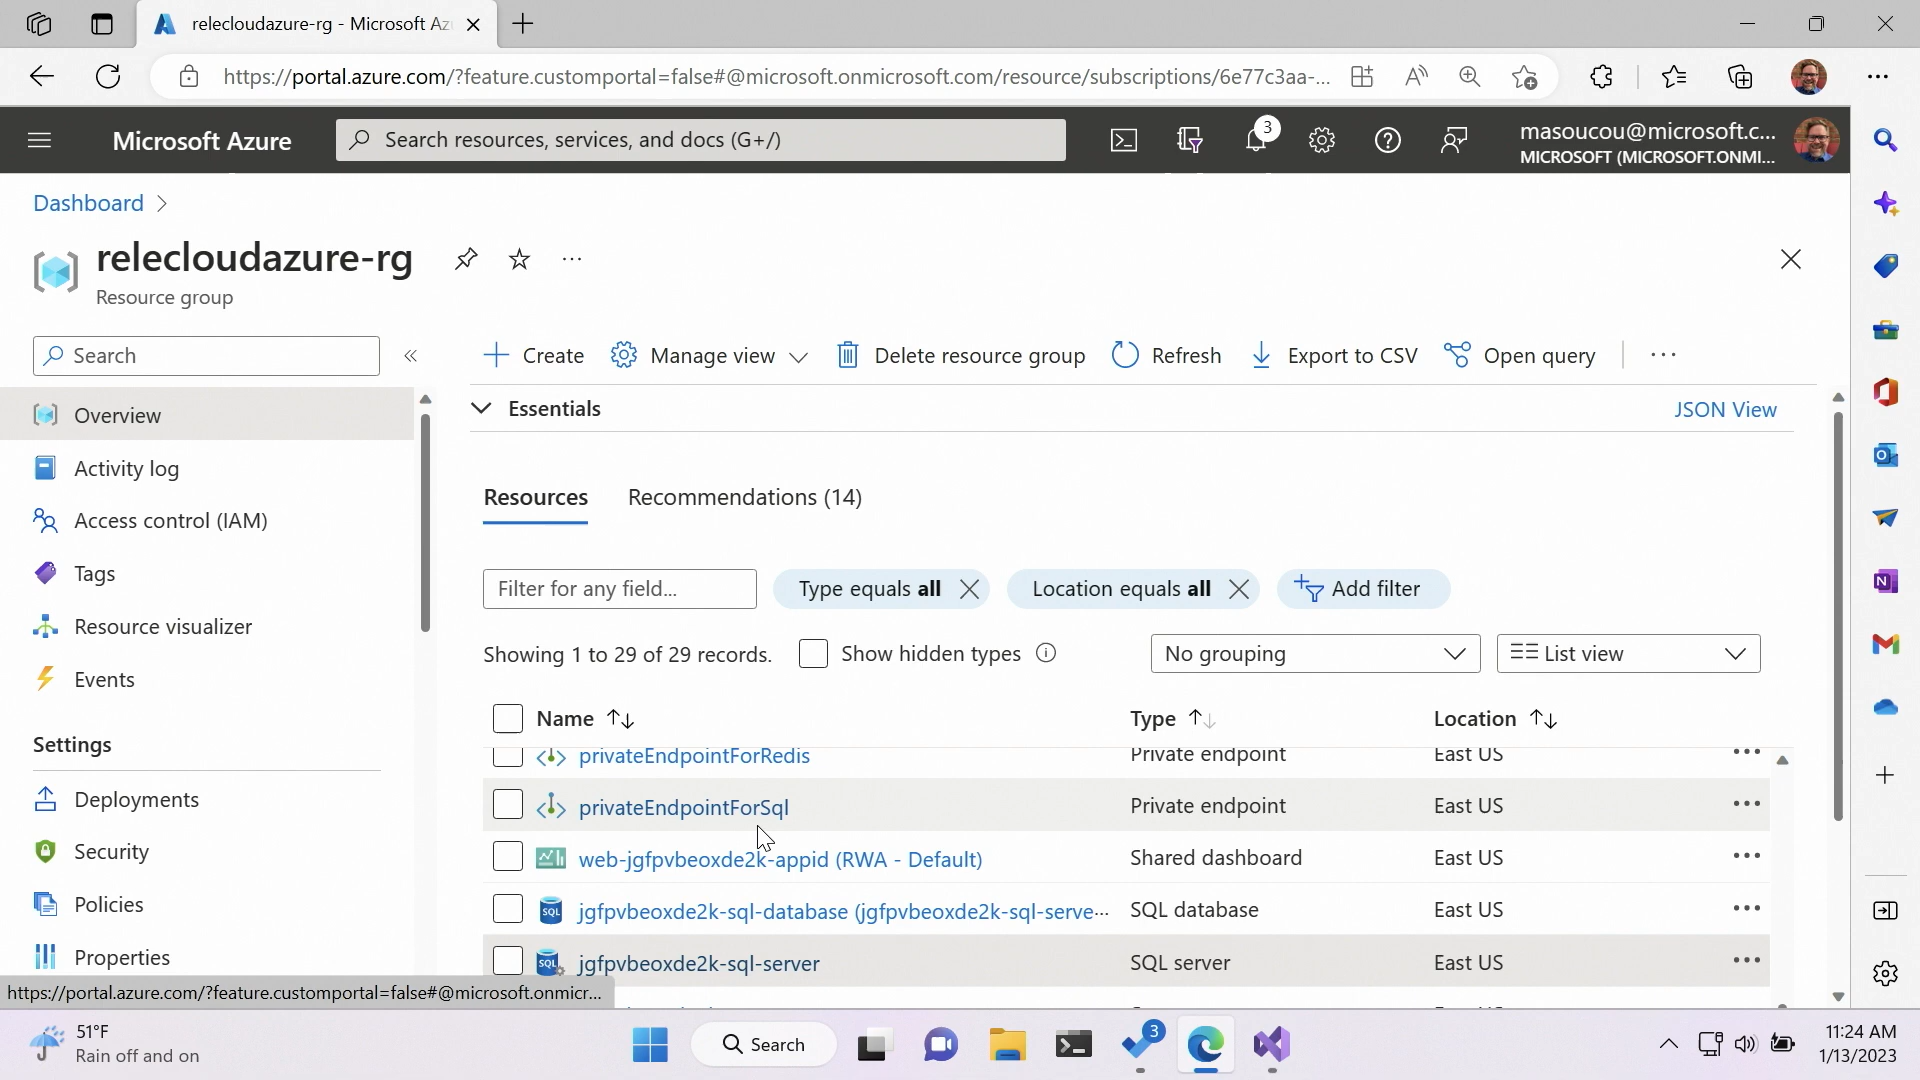 relecloudazure-rg - Microsoft Az
https://portal.azure.com/?feature.customportal=false#@microsoft.onmicrosoft.com/resource/subscriptions/6e77c3aa-...
Microsoft Azure
Search resources, services, and docs (G+/)
3
masoucou@microsoft.c...
MICROSOFT (MICROSOFT.ONMI...
Dashboard
relecloudazure-rg
Resource group
Search
Create
Manage view
Delete resource group
Refresh
Export to CSV
Open query
Overview
Activity log
Access control (IAM)
Tags
Resource visualizer
Events
Settings
Deployments
Security
Policies
Properties
Essentials
JSON View
Resources
Recommendations (14)
Filter for any field...
Type equals all
Location equals all
Add filter
Showing 1 to 29 of 29 records.
Show hidden types
No grouping
List view
Name
Type
Location
privateEndpointForRedis
Private endpoint
East US
privateEndpointForSql
Private endpoint
East US
web-jgfpvbeoxde2k-appid (RWA - Default)
Shared dashboard
East US
SQL
jgfpvbeoxde2k-sql-database (jgfpvbeoxde2k-sql-serve...
SQL database
East US
SQL
jgfpvbeoxde2k-sql-server
SQL server
East US
https://portal.azure.com/?feature.customportal=false#@microsoft.onmicr...
51°F
Rain off and on
Search
3
11:24 AM
1/13/2023